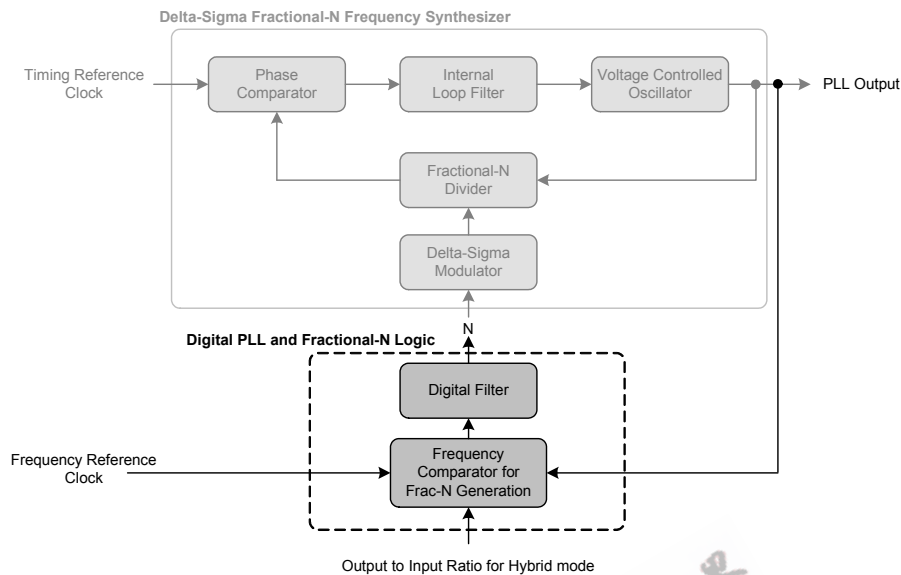 Delta-Sigma Fractional-N Frequency Synthesizer
Timing Reference
Clock
Phase
Comparator
Internal
Loop Filter
Voltage Controlled
Oscillator
PLL Output
Fractional-N
Divider
Delta-Sigma
Modulator
N
Digital PLL and Fractional-N Logic
Digital Filter
Frequency Reference
Clock
Frequency
Comparator for
Frac-N Generation
Output to Input Ratio for Hybrid mode